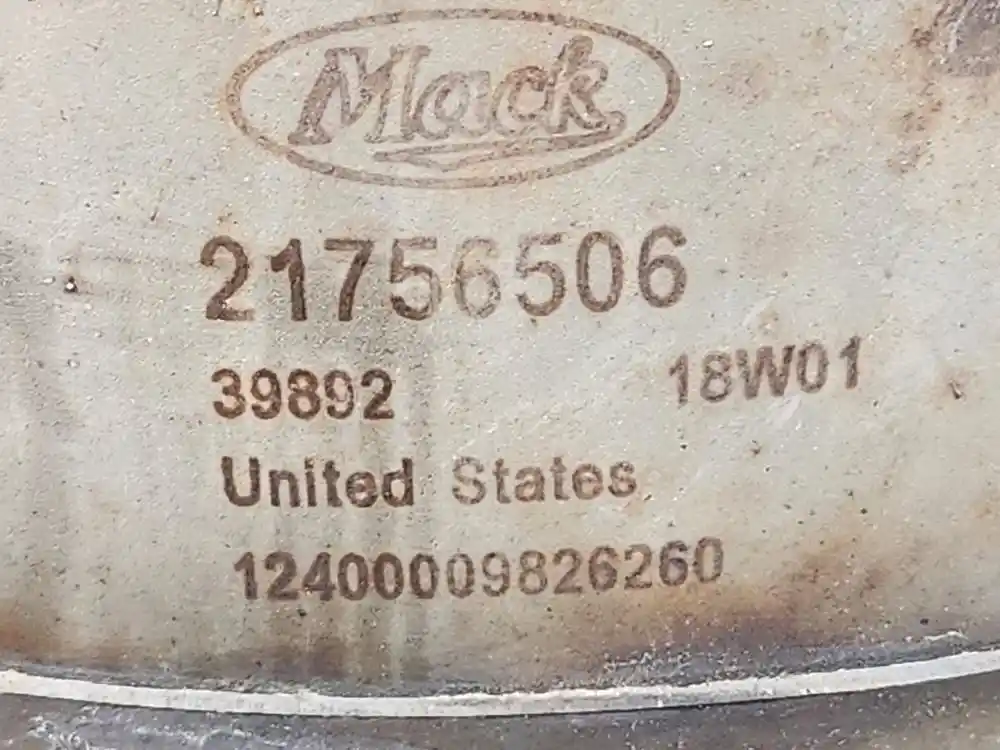 Mack
21756506
39892 18W01
United States
12400009826260